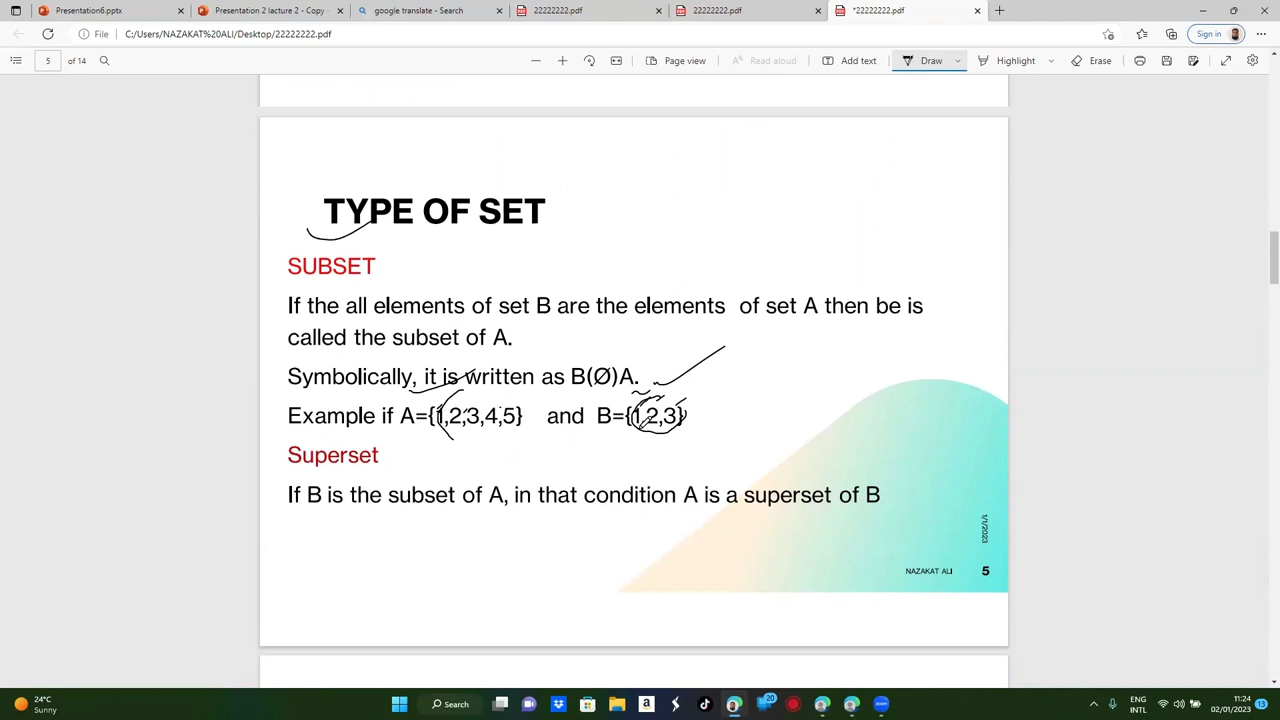 Presentation6.pptx
Presentation 2 lecture 2 - Copy -
google translate - Search
22222222.pdf
22222222.pdf
*22222222.pdf
File
C:/Users/NAZAKAT%20ALI/Desktop/22222222.pdf
Sign in
5 of 14
Page view
Read aloud
Add text
Draw
Highlight
Erase
TYPE OF SET
SUBSET
If the all elements of set B are the elements of set A then be is
called the subset of A.
Symbolically, it is written as B(Ø)A.
Example if A={1,2,3,4,5} and B={1,2,3}
Superset
If B is the subset of A, in that condition A is a superset of B
1/1/2023
NAZAKAT ALI 5
24°C
Sunny
Search
20
ENG
INTL
11:24
02/01/2023
13